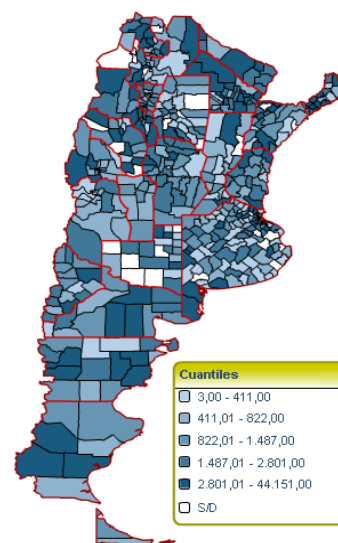 Cuantiles
3,00 - 411,00
411,01 - 822,00
822,01 - 1.487,00
1.487,01 - 2.801,00
2.801,01 - 44.151,00
S/D